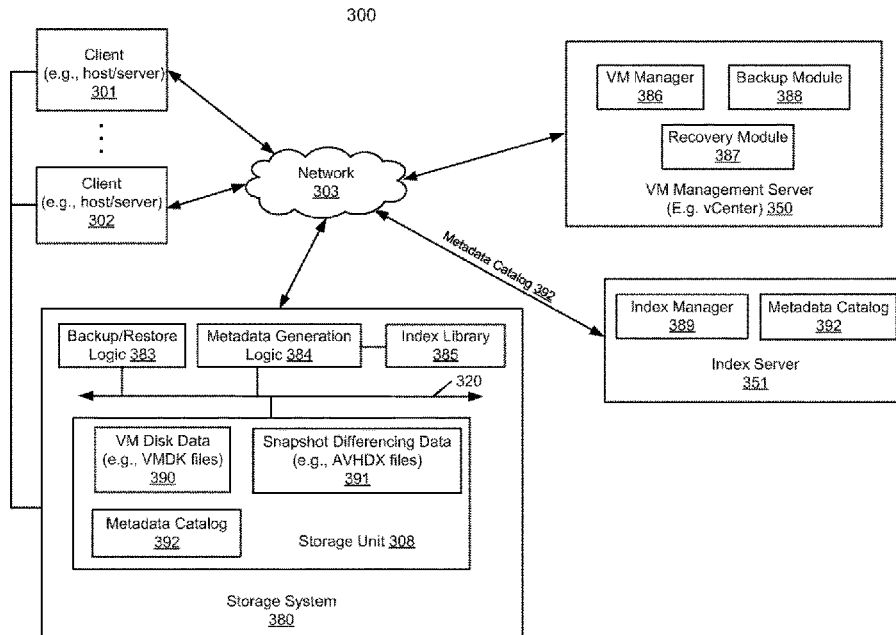 300
Client
(e.g., host/server)
301
Client
(e.g., host/server)
302
Network
303
VM Manager
386
Backup Module
388
Recovery Module
387
VM Management Server
(E.g. vCenter) 350
Metadata Catalog 392
Index Manager
389
Metadata Catalog
392
Index Server
351
Backup/Restore
Logic 383
Metadata Generation
Logic 384
Index Library
385
320
VM Disk Data
(e.g., VMDK files)
390
Snapshot Differencing Data
(e.g., AVHDX files)
391
Metadata Catalog
392
Storage Unit 308
Storage System
380